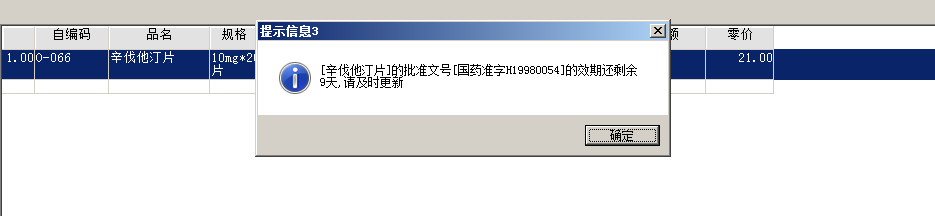 自编码 品名 规格 零价
提示信息3
1.00 O-066 辛伐他汀片 10mg*20 21.00
片
[辛伐他汀片]的批准文号[国药准字H19980054]的效期还剩余
9天,请及时更新
确定